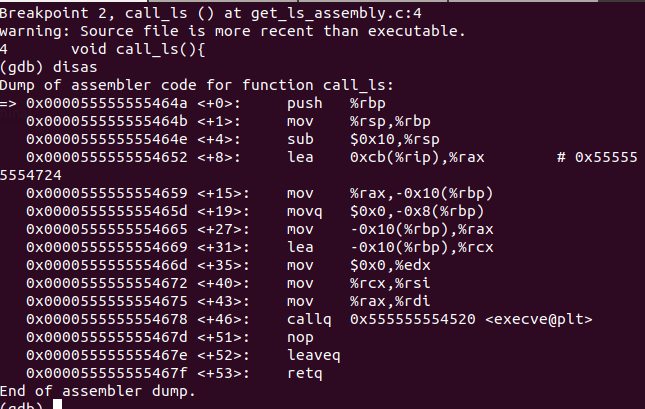 Breakpoint 2, call_ls () at get_ls_assembly.c:4
warning: Source file is more recent than executable.
4       void call_ls(){
(gdb) disas
Dump of assembler code for function call_ls:
=> 0x000055555555464a <+0>:     push   %rbp
   0x000055555555464b <+1>:     mov    %rsp,%rbp
   0x000055555555464e <+4>:     sub    $0x10,%rsp
   0x0000555555554652 <+8>:     lea    0xcb(%rip),%rax        # 0x55555
5554724
   0x0000555555554659 <+15>:    mov    %rax,-0x10(%rbp)
   0x000055555555465d <+19>:    movq   $0x0,-0x8(%rbp)
   0x0000555555554665 <+27>:    mov    -0x10(%rbp),%rax
   0x0000555555554669 <+31>:    lea    -0x10(%rbp),%rcx
   0x000055555555466d <+35>:    mov    $0x0,%edx
   0x0000555555554672 <+40>:    mov    %rcx,%rsi
   0x0000555555554675 <+43>:    mov    %rax,%rdi
   0x0000555555554678 <+46>:    callq  0x555555554520 <execve@plt>
   0x000055555555467d <+51>:    nop
   0x000055555555467e <+52>:    leaveq
   0x000055555555467f <+53>:    retq
End of assembler dump.
(gdb)